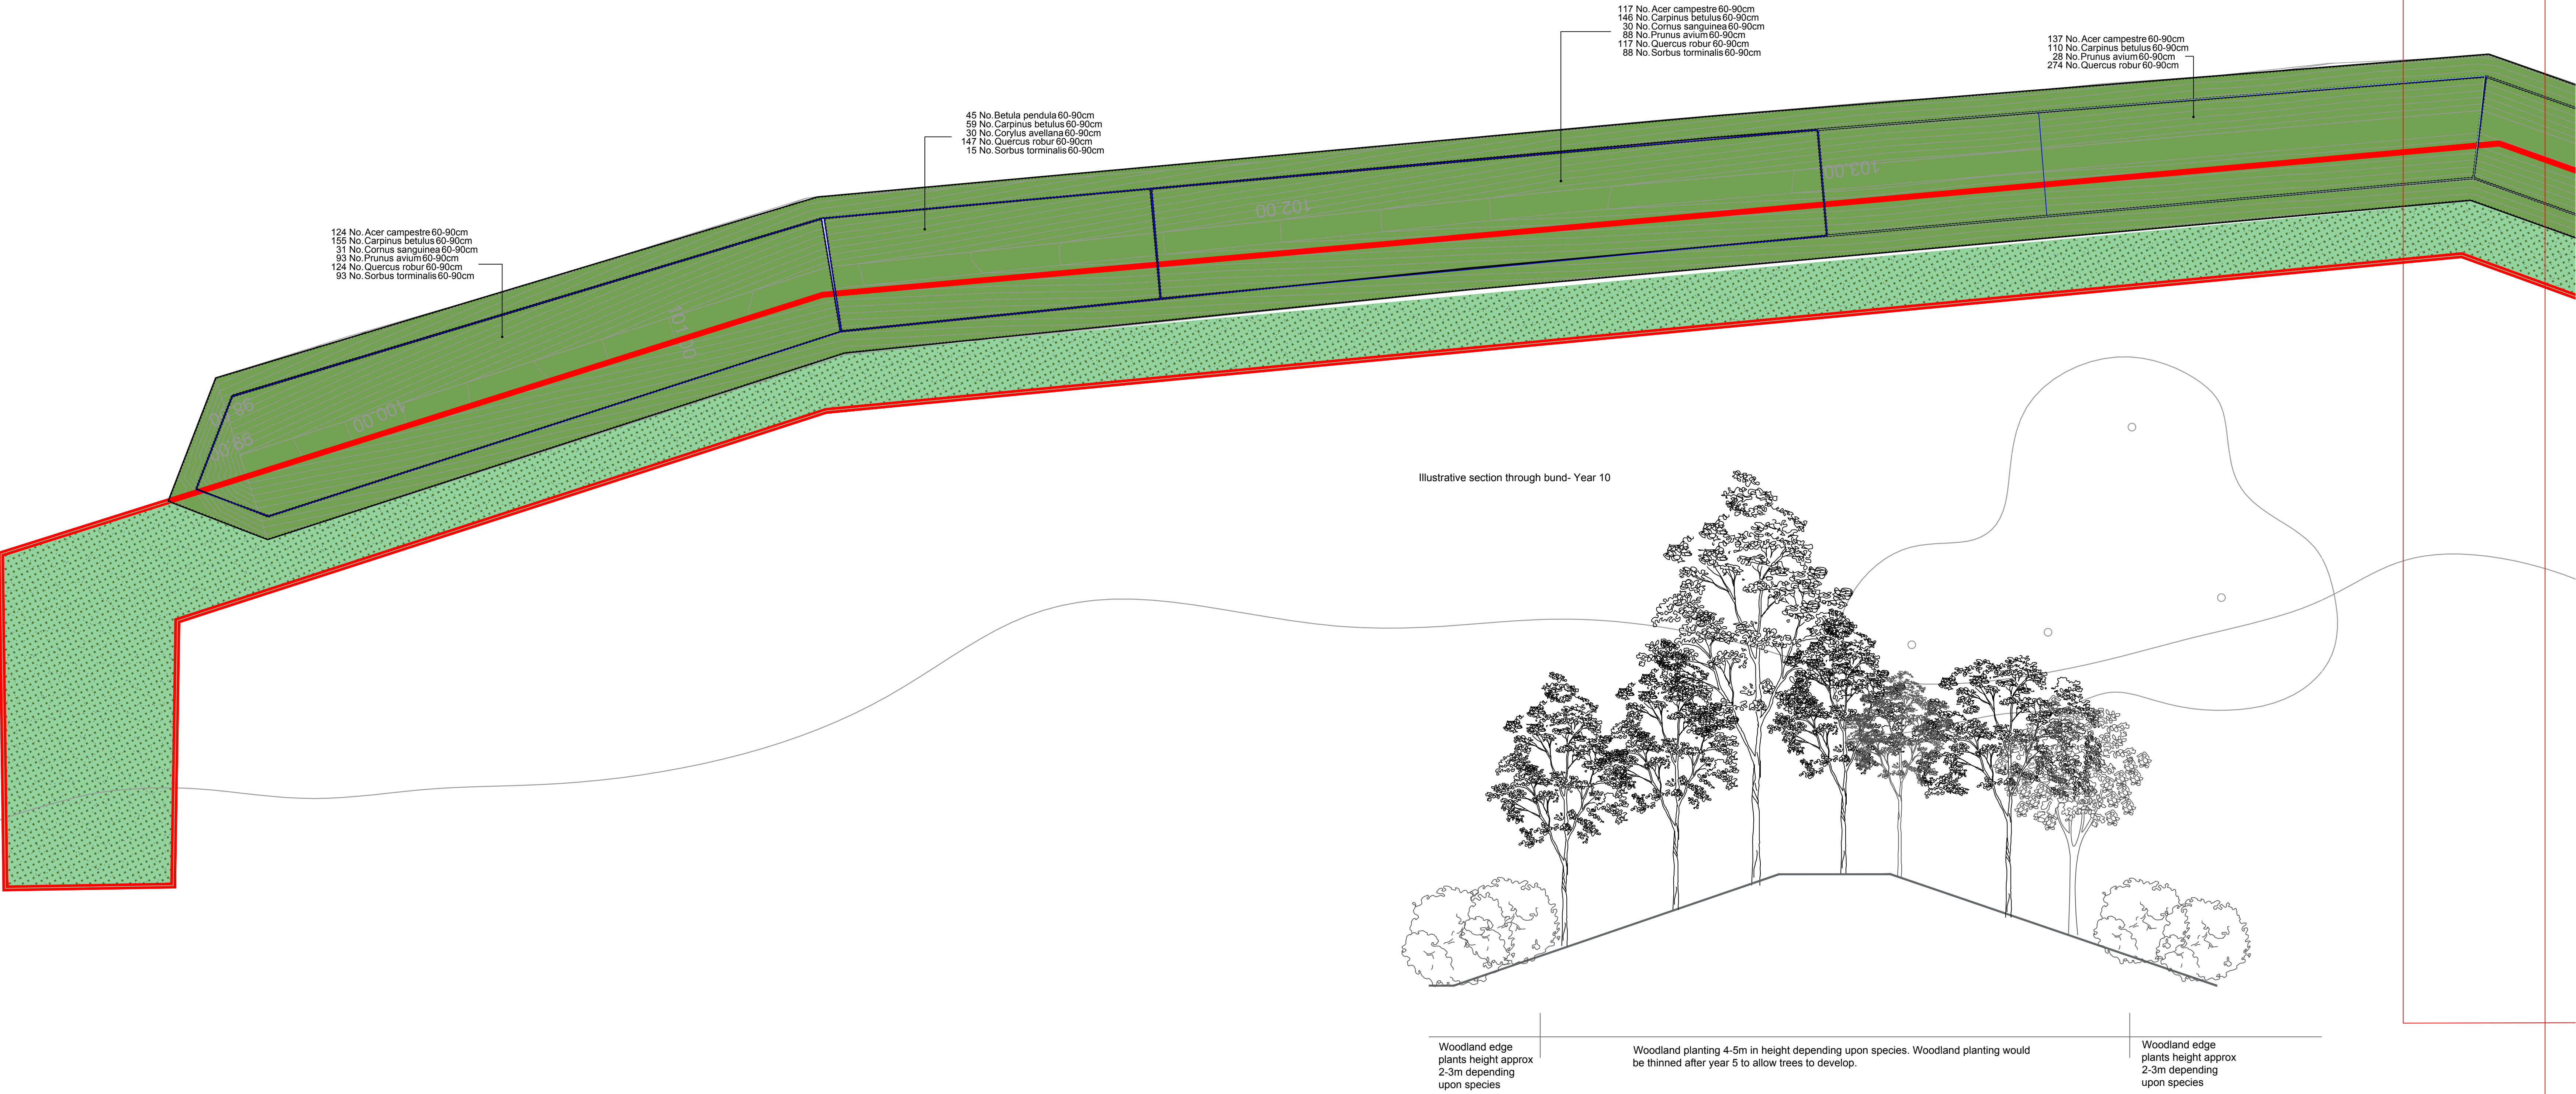 117 No. Acer campestre 60-90cm
146 No. Carpinus betulus 60-90cm
30 No. Cornus sanguinea 60-90cm
88 No. Prunus avium 60-90cm
117 No. Quercus robur 60-90cm
88 No. Sorbus torminalis 60-90cm
137 No. Acer campestre 60-90cm
110 No. Carpinus betulus 60-90cm
28 No. Prunus avium 60-90cm
274 No. Quercus robur 60-90cm
45 No. Betula pendula 60-90cm
59 No. Carpinus betulus 60-90cm
30 No. Corylus avellana 60-90cm
147 No. Quercus robur 60-90cm
15 No. Sorbus torminalis 60-90cm
103.00
102.00
124 No. Acer campestre 60-90cm
155 No. Carpinus betulus 60-90cm
31 No. Cornus sanguinea 60-90cm
93 No. Prunus avium 60-90cm
124 No. Quercus robur 60-90cm
93 No. Sorbus torminalis 60-90cm
101.00
98.00
100.00
99.00
Illustrative section through bund- Year 10
Woodland edge
plants height approx
2-3m depending
upon species
Woodland planting 4-5m in height depending upon species. Woodland planting would
be thinned after year 5 to allow trees to develop.
Woodland edge
plants height approx
2-3m depending
upon species